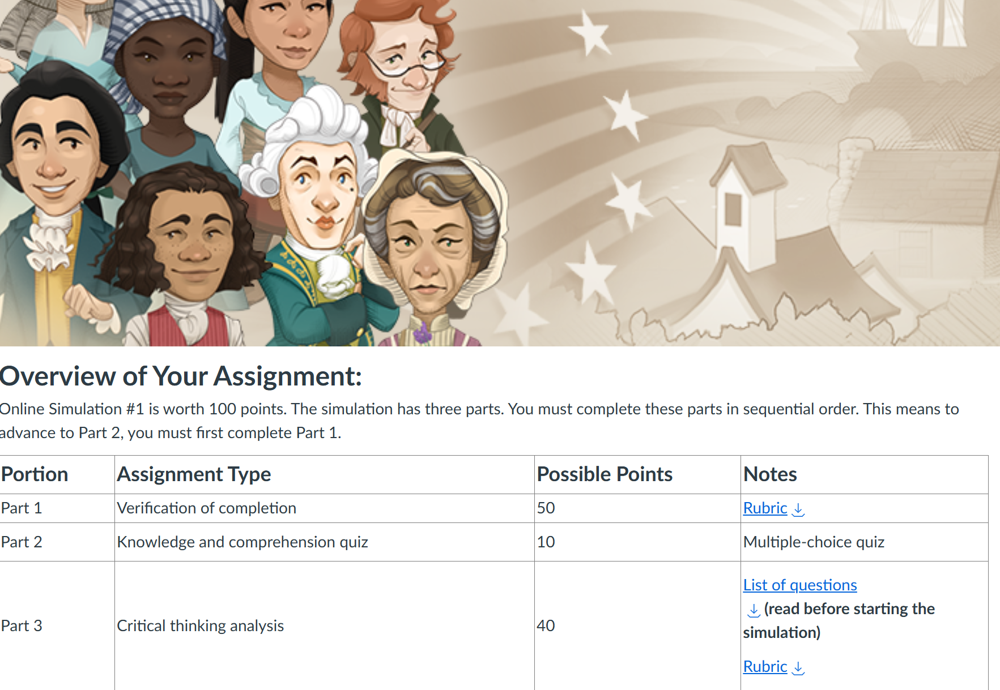 Overview of Your Assignment:
Online Simulation #1 is worth 100 points. The simulation has three parts. You must complete these parts in sequential order. This means to
advance to Part 2, you must first complete Part 1.
Portion Assignment Type Possible Points Notes
Part 1 Verification of completion 50 Rubric
Part 2 Knowledge and comprehension quiz 10 Multiple-choice quiz
List of questions
(read before starting the
Part 3 Critical thinking analysis 40
simulation)
Rubric